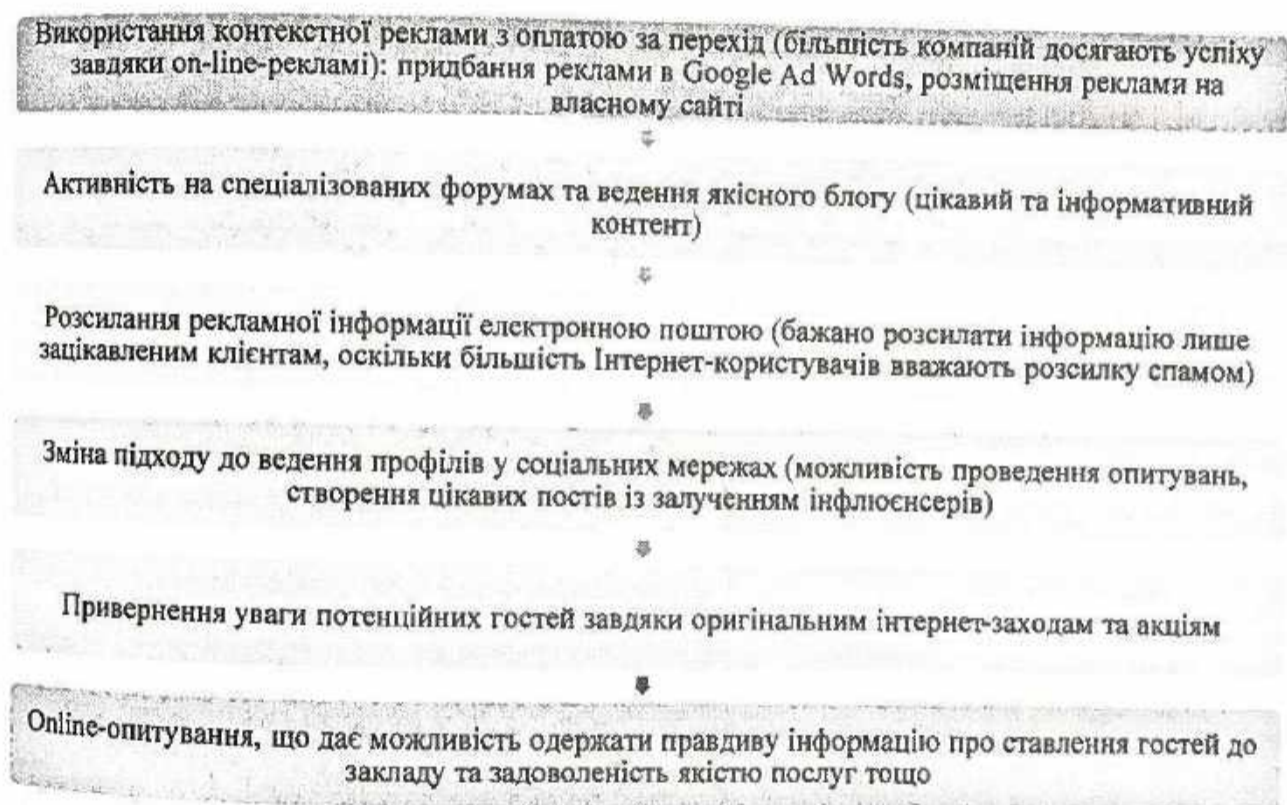 Використання контекстної реклами з оплатою за перехід (більшість компаній досягають успіху
завдяки on-line-рекламі): придбання реклами в Google Ad Words, розміщення реклами на
власному сайті
Активність на спеціалізованих форумах та ведення якісного блогу (цікавий та інформативний
контент)
Розсилання рекламної інформації електронною поштою (бажано розсилати інформацію лише
зацікавленим клієнтам, оскільки більшість Інтернет-користувачів вважають розсилку спамом)
Зміна підходу до ведення профілів у соціальних мережах (можливість проведення опитувань,
створення цікавих постів із залученням інфлюєнсерів)
Привернення уваги потенційних гостей завдяки оригінальним інтернет-заходам та акціям
Online-опитування, що дає можливість одержати правдиву інформацію про ставлення гостей до
закладу та задоволеність якістю послуг тощо